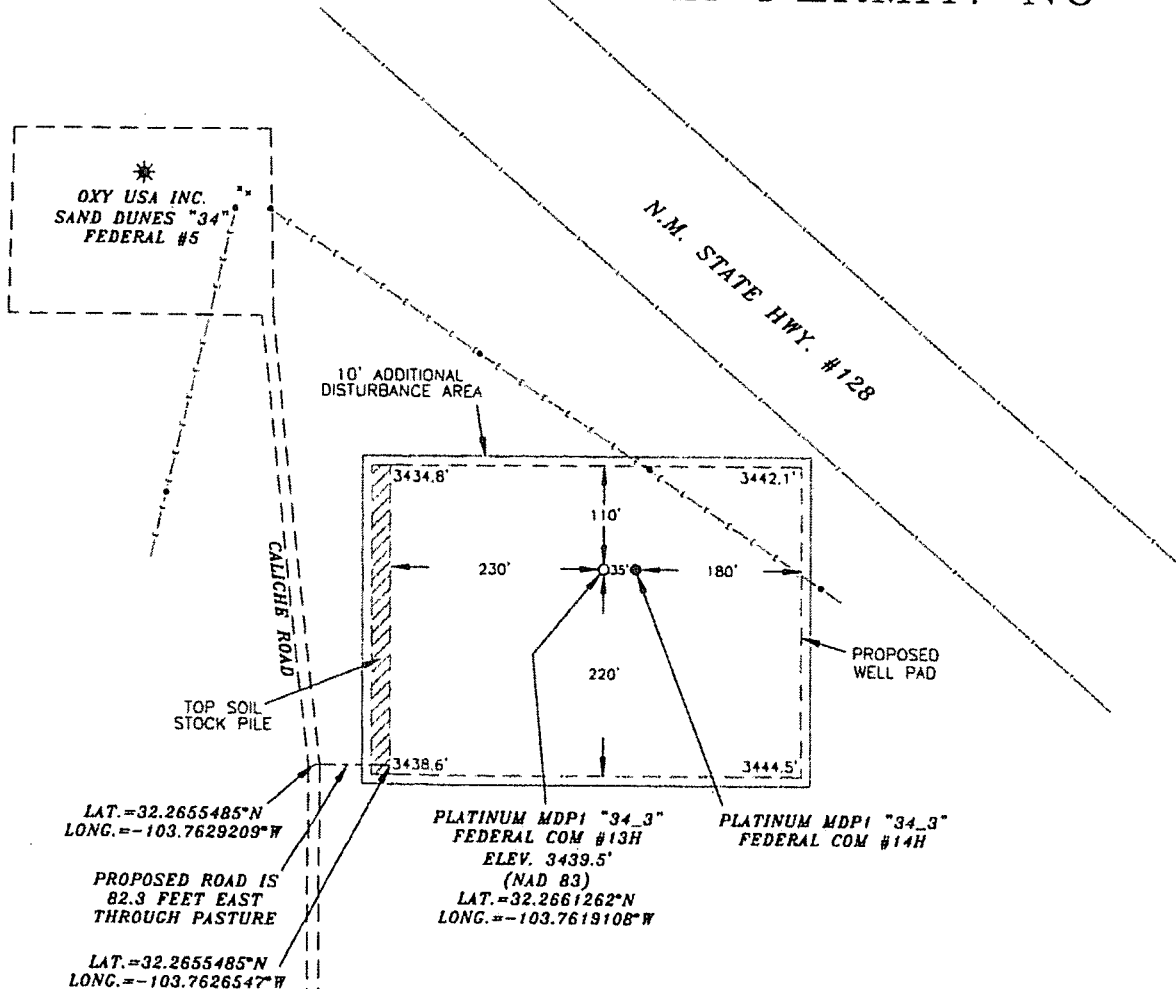 PERMIT: NO
OXY USA INC.
SAND DUNES "34"
FEDERAL #5
N.M. STATE HWY. #128
10' ADDITIONAL
DISTURBANCE AREA
3434.8'
3442.1'
110'
230'
35'
180'
CALICHE ROAD
220'
PROPOSED
WELL PAD
TOP SOIL
STOCK PILE
3438.6'
3444.5'
LAT.=32.2655485°N
LONG.=-103.7629209°W
PROPOSED ROAD IS
82.3 FEET EAST
THROUGH PASTURE
LAT.=32.2655485°N
LONG.=-103.7626547°W
PLATINUM MDP1 "34_3"
FEDERAL COM #13H
ELEV. 3439.5'
(NAD 83)
LAT.=32.2661262°N
LONG.=-103.7619108°W
PLATINUM MDP1 "34_3"
FEDERAL COM #14H